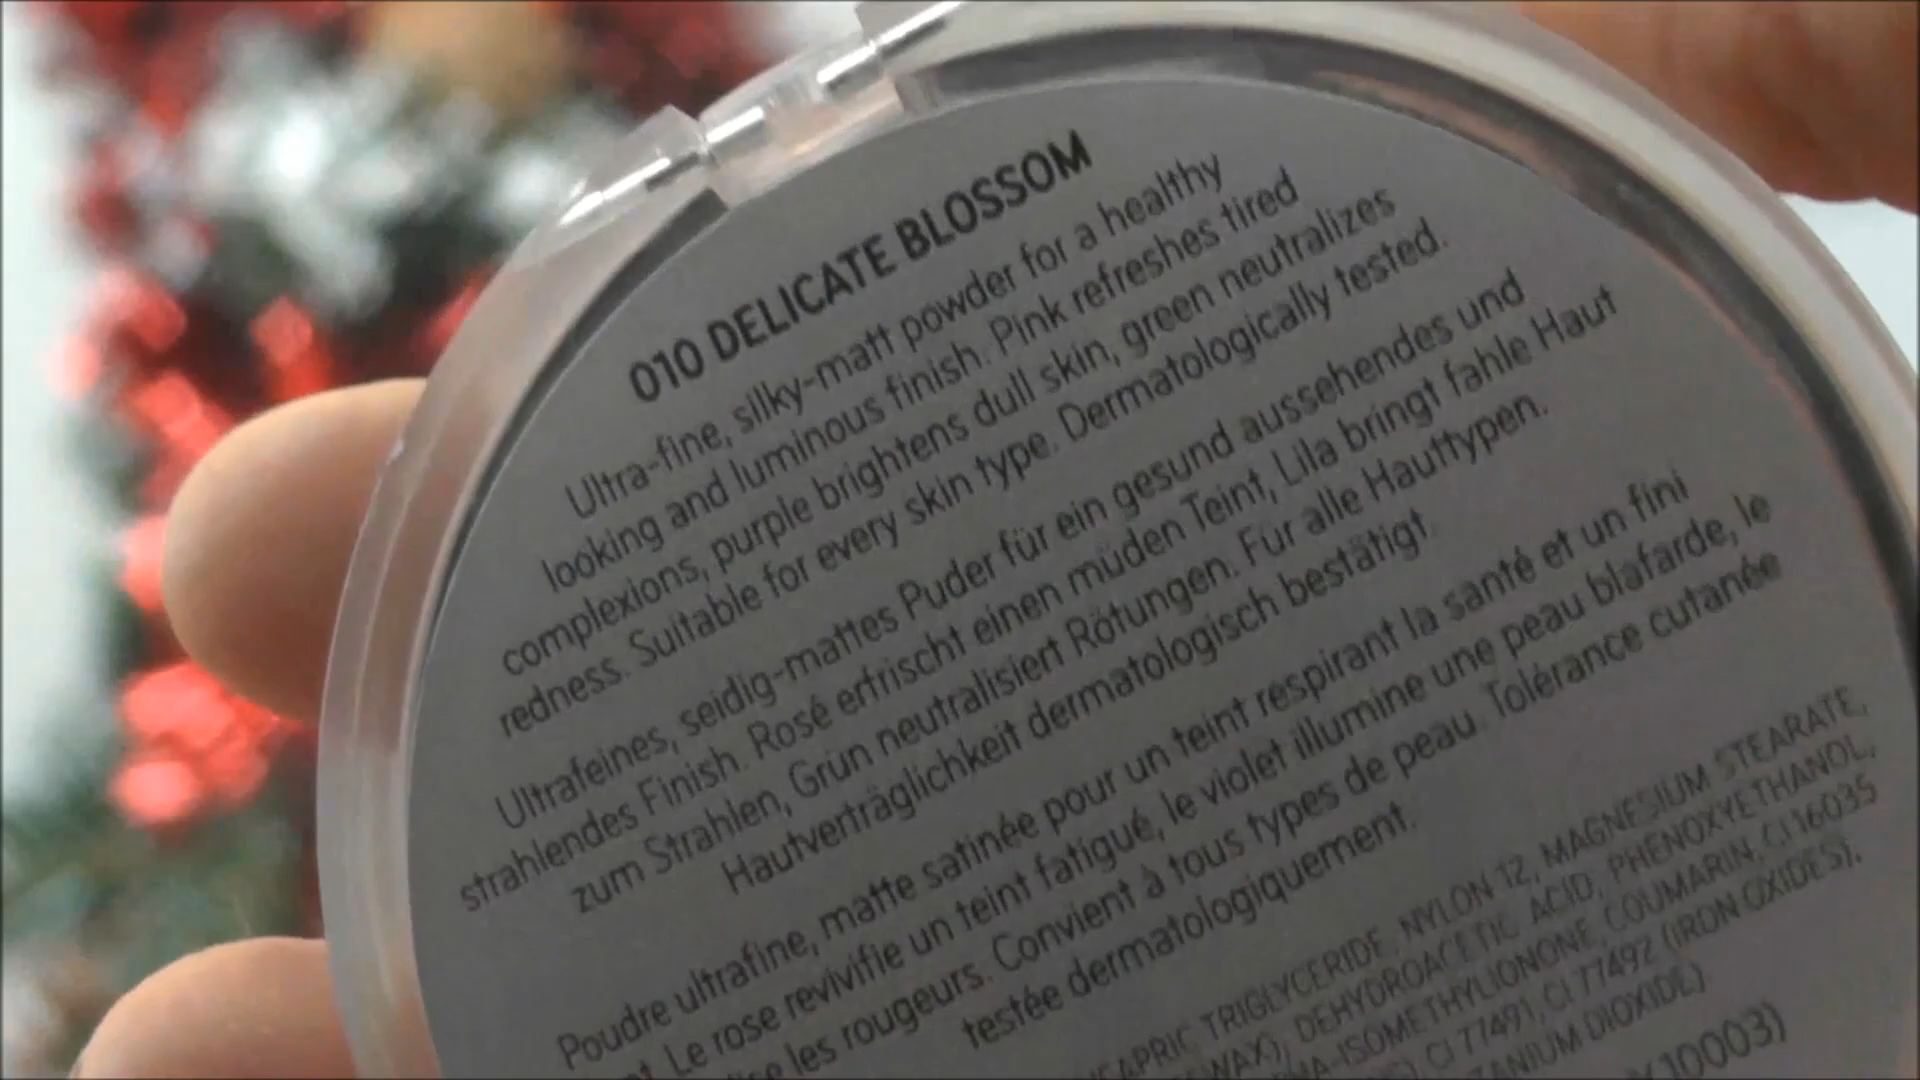 010 DELICATE BLOSSOM
Ultra-fine, silky-matt powder for a healthy
looking and luminous finish. Pink refreshes tired
complexions, purple brightens dull skin, green neutralizes
redness. Suitable for every skin type. Dermatologically tested.
Ultrafeines, seidig-mattes Puder für ein gesund aussehendes und
strahlendes Finish. Rosé erfrischt einen müden Teint, Lila bringt fahle Haut
zum Strahlen, Grün neutralisiert Rötungen. Für alle Hauttypen.
Hautverträglichkeit dermatologisch bestätigt.
Poudre ultrafine, matte satinée pour un teint respirant la santé et un fini
Le rose revivifie un teint fatigué, le violet illumine une peau blafarde, le
les rougeurs. Convient à tous types de peau. Tolérance cutanée
testée dermatologiquement.
CAPRIC TRIGLYCERIDE, NYLON 12, MAGNESIUM STEARATE,
WAX), DEHYDROACETIC ACID, PHENOXYETHANOL,
-ISOMETHYLIONONE, COUMARIN, CI 16035
CI 77491, CI 77492 (IRON OXIDES),
DIOXIDE)
10003)